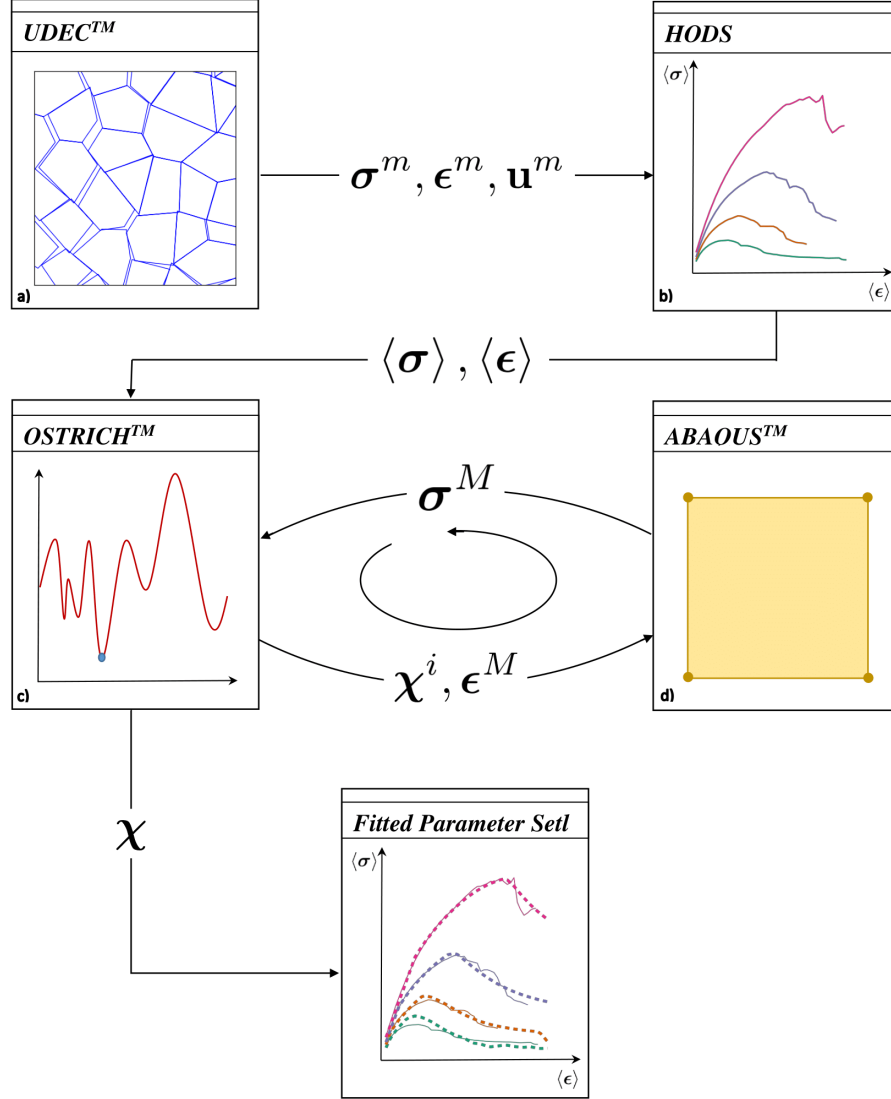 UDEC™
a)
σ^m, ϵ^m, u^m
HODS
⟨σ⟩
b)
⟨ϵ⟩
⟨σ⟩, ⟨ϵ⟩
OSTRICH™
c)
σ^M
χ^i, ϵ^M
ABAOUS™
d)
χ
Fitted Parameter Setl
⟨σ⟩
⟨ϵ⟩